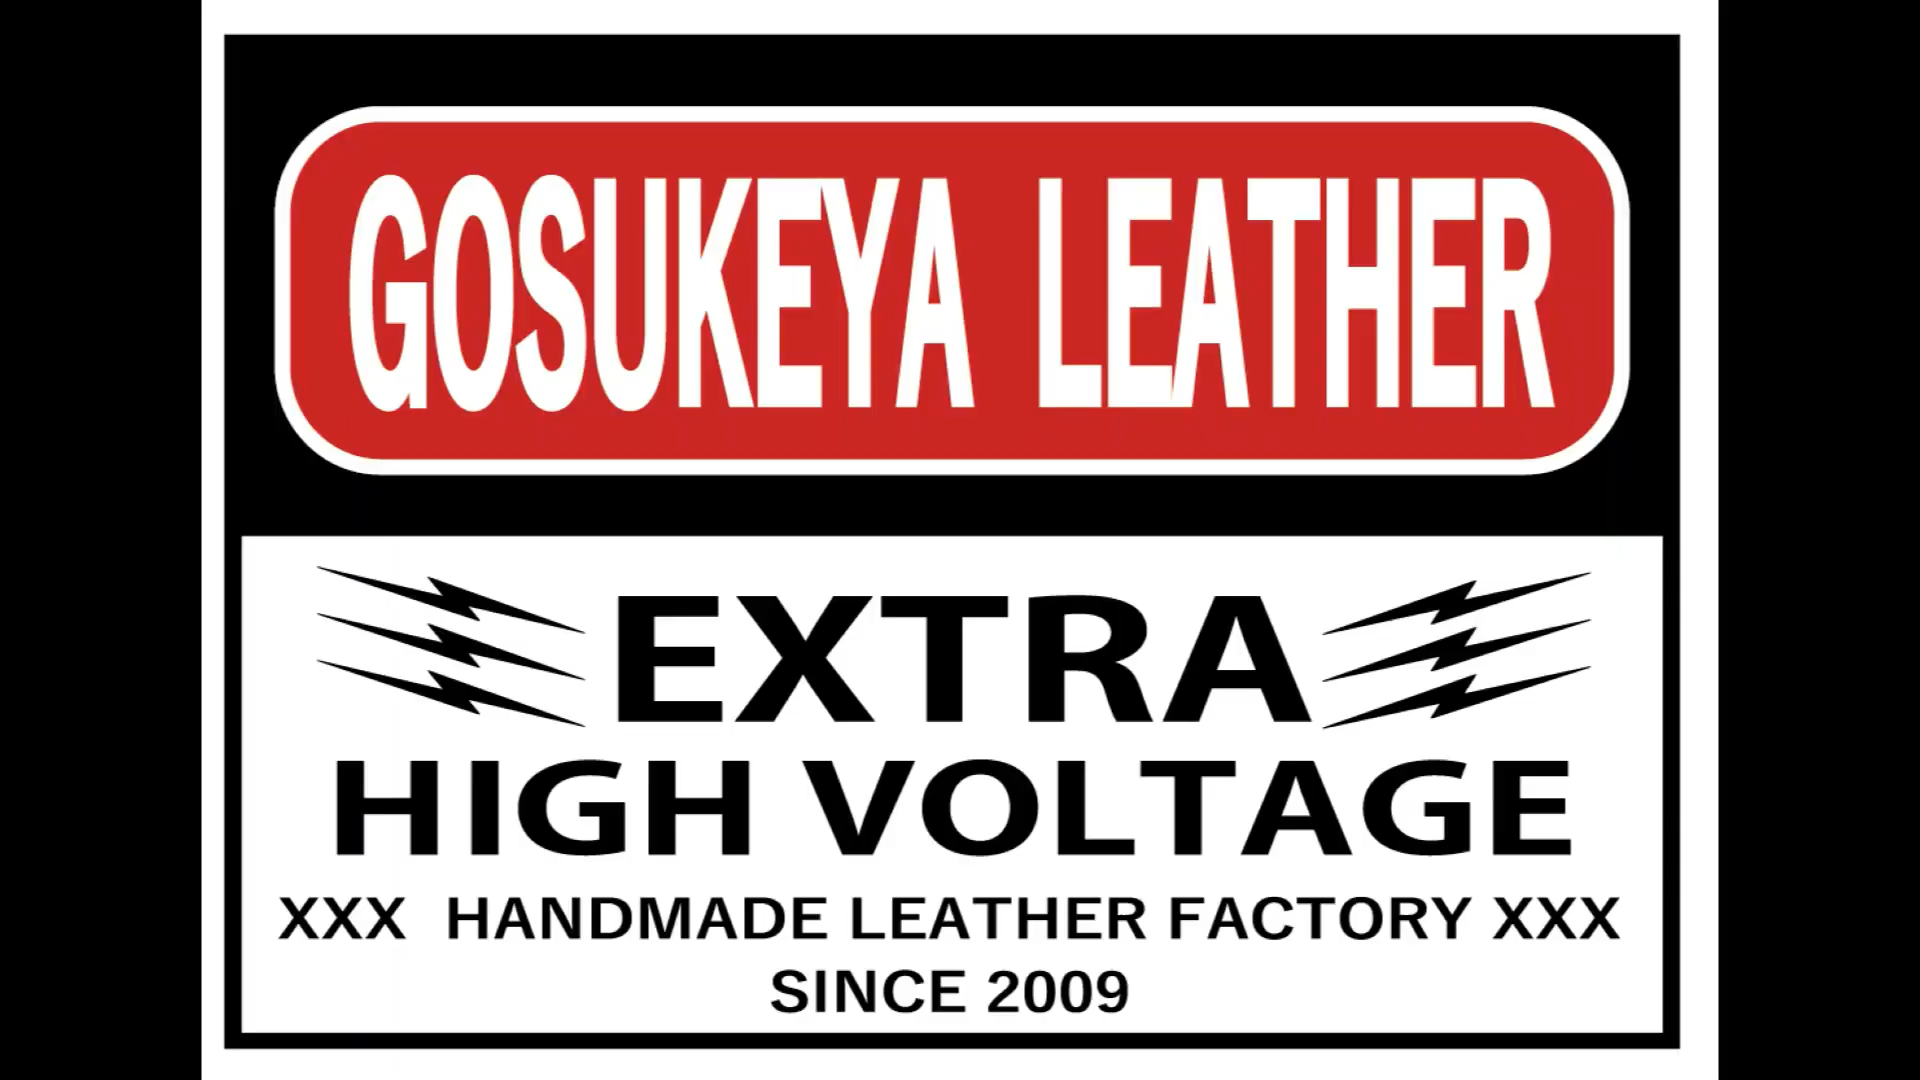 GOSUKEYA LEATHER
EXTRA
HIGH VOLTAGE
XXX HANDMADE LEATHER FACTORY XXX
SINCE 2009